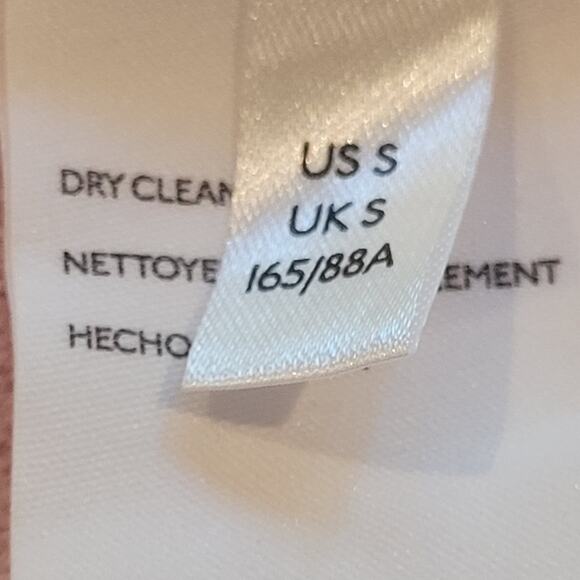 US S
UK S
165/88A
DRY CLEAN
NETTOYE
EMENT
HECHO